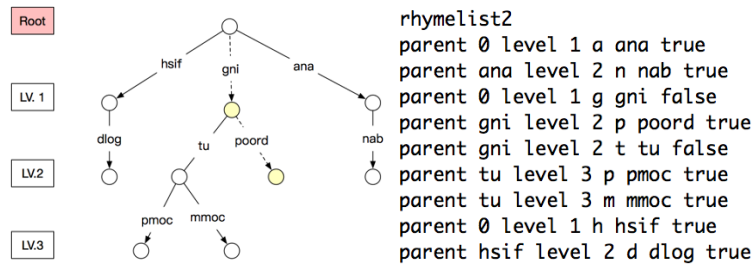 Root
hsif
gni
ana
LV. 1
dlog
tu
poord
nab
LV.2
pmoc
mmoc
LV.3
rhymelist2
parent 0 level 1 a ana true
parent ana level 2 n nab true
parent 0 level 1 g gni false
parent gni level 2 p poord true
parent gni level 2 t tu false
parent tu level 3 p pmoc true
parent tu level 3 m mmoc true
parent 0 level 1 h hsif true
parent hsif level 2 d dlog true